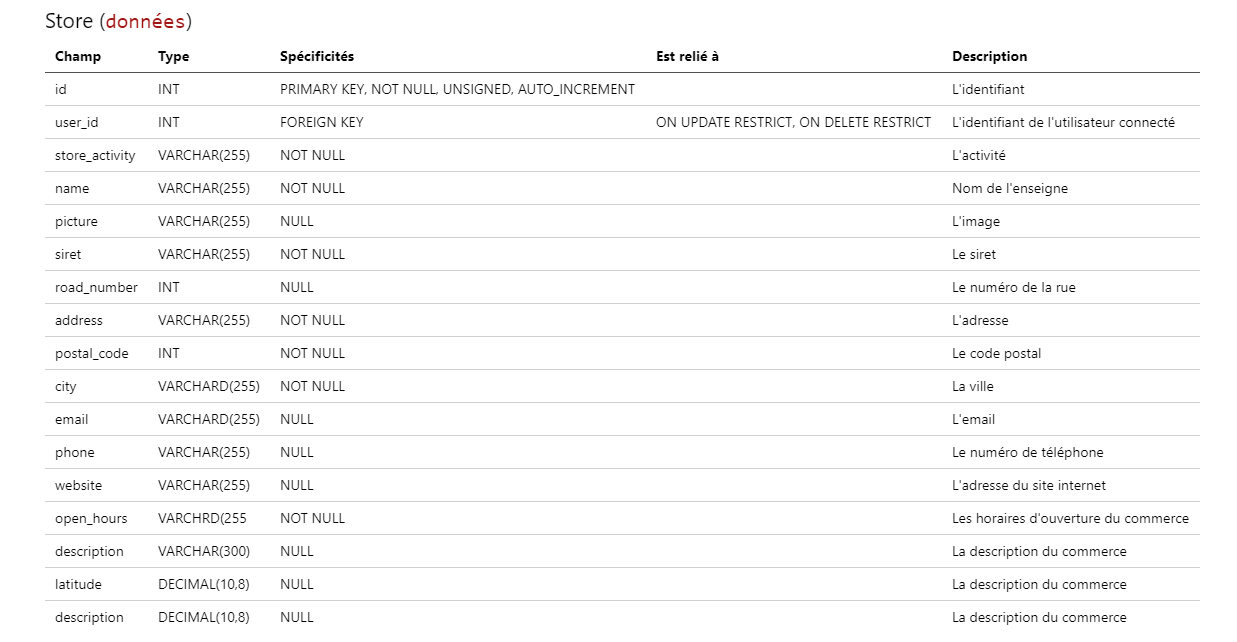 Store (données)
Champ Type Spécificités Est relié à Description
id INT PRIMARY KEY, NOT NULL, UNSIGNED, AUTO_INCREMENT L'identifiant
user_id INT FOREIGN KEY ON UPDATE RESTRICT, ON DELETE RESTRICT L'identifiant de l'utilisateur connecté
store_activity VARCHAR(255) NOT NULL L'activité
name VARCHAR(255) NOT NULL Nom de l'enseigne
picture VARCHAR(255) NULL L'image
siret VARCHAR(255) NOT NULL Le siret
road_number INT NULL Le numéro de la rue
address VARCHAR(255) NOT NULL L'adresse
postal_code INT NOT NULL Le code postal
city VARCHARD(255) NOT NULL La ville
email VARCHARD(255) NULL L'email
phone VARCHAR(255) NULL Le numéro de téléphone
website VARCHAR(255) NULL L'adresse du site internet
open_hours VARCHRD(255 NOT NULL Les horaires d'ouverture du commerce
description VARCHAR(300) NULL La description du commerce
latitude DECIMAL(10,8) NULL La description du commerce
description DECIMAL(10,8) NULL La description du commerce